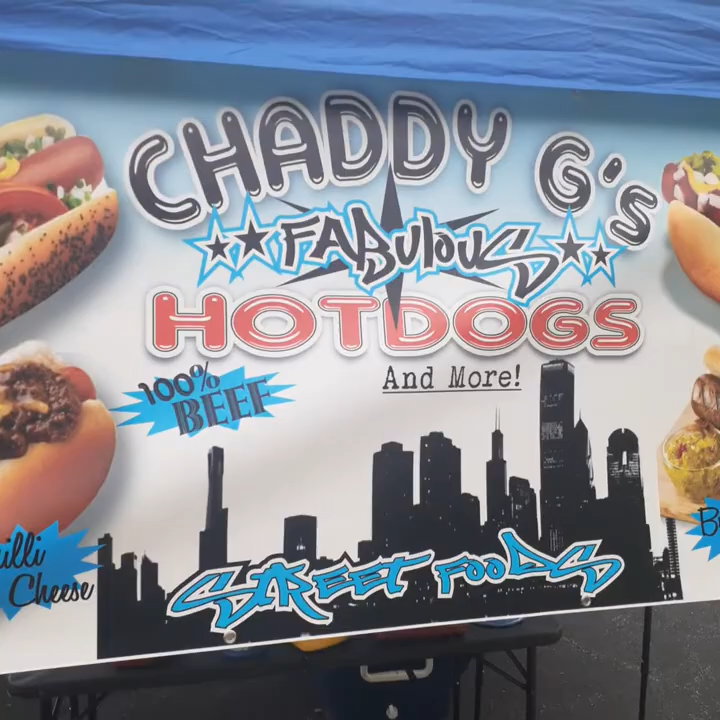 CHADDY G's
FABulouS
HOTDOGS
And More!
100%
BEEF
Cheese
STREET FOODS